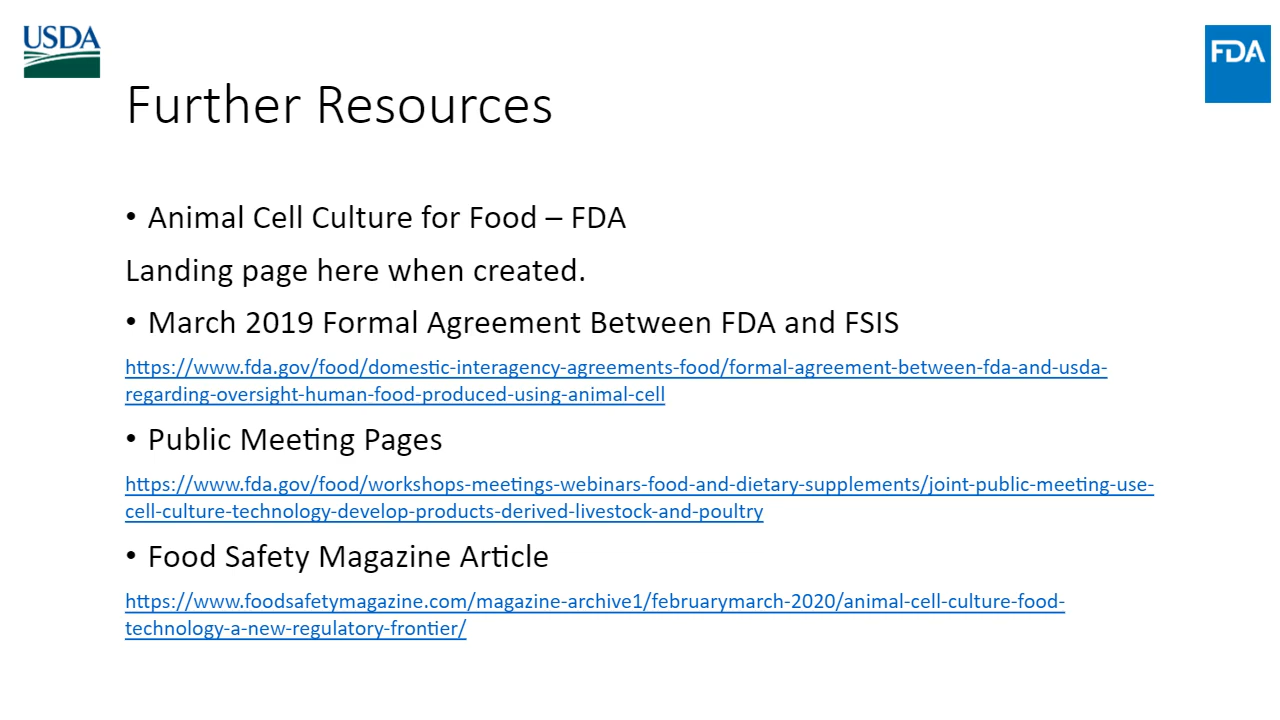 USDA
FDA
Further Resources
• Animal Cell Culture for Food – FDA
Landing page here when created.
• March 2019 Formal Agreement Between FDA and FSIS
https://www.fda.gov/food/domestic-interagency-agreements-food/formal-agreement-between-fda-and-usda-
regarding-oversight-human-food-produced-using-animal-cell
• Public Meeting Pages
https://www.fda.gov/food/workshops-meetings-webinars-food-and-dietary-supplements/joint-public-meeting-use-
cell-culture-technology-develop-products-derived-livestock-and-poultry
• Food Safety Magazine Article
https://www.foodsafetymagazine.com/magazine-archive1/februarymarch-2020/animal-cell-culture-food-
technology-a-new-regulatory-frontier/